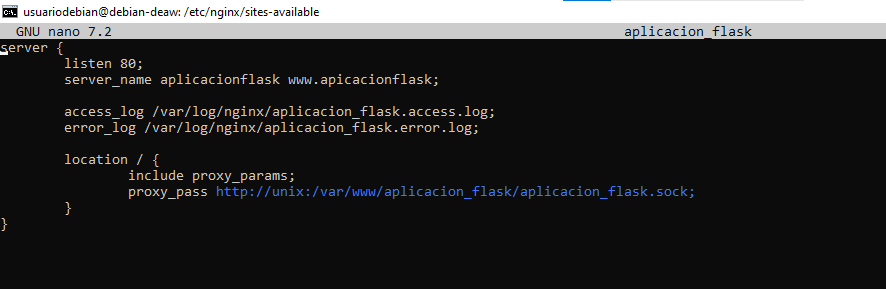 usuariodebian@debian-deaw: /etc/nginx/sites-available
GNU nano 7.2 aplicacion_flask
server {
listen 80;
server_name aplicacionflask www.apicacionflask;
access_log /var/log/nginx/aplicacion_flask.access.log;
error_log /var/log/nginx/aplicacion_flask.error.log;
location / {
include proxy_params;
proxy_pass http://unix:/var/www/aplicacion_flask/aplicacion_flask.sock;
}
}